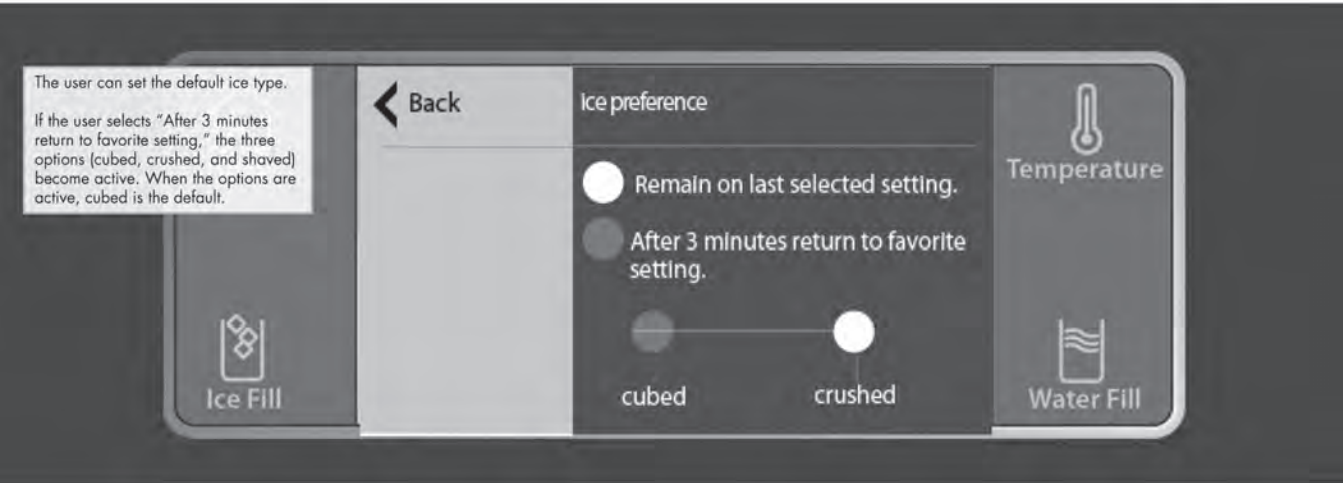 The user can set the default ice type.
If the user selects "After 3 minutes
return to favorite setting," the three
options (cubed, crushed, and shaved)
become active. When the options are
active, cubed is the default.
Back
Ice preference
Remain on last selected setting.
After 3 minutes return to favorite
setting.
cubed
crushed
Ice Fill
Temperature
Water Fill